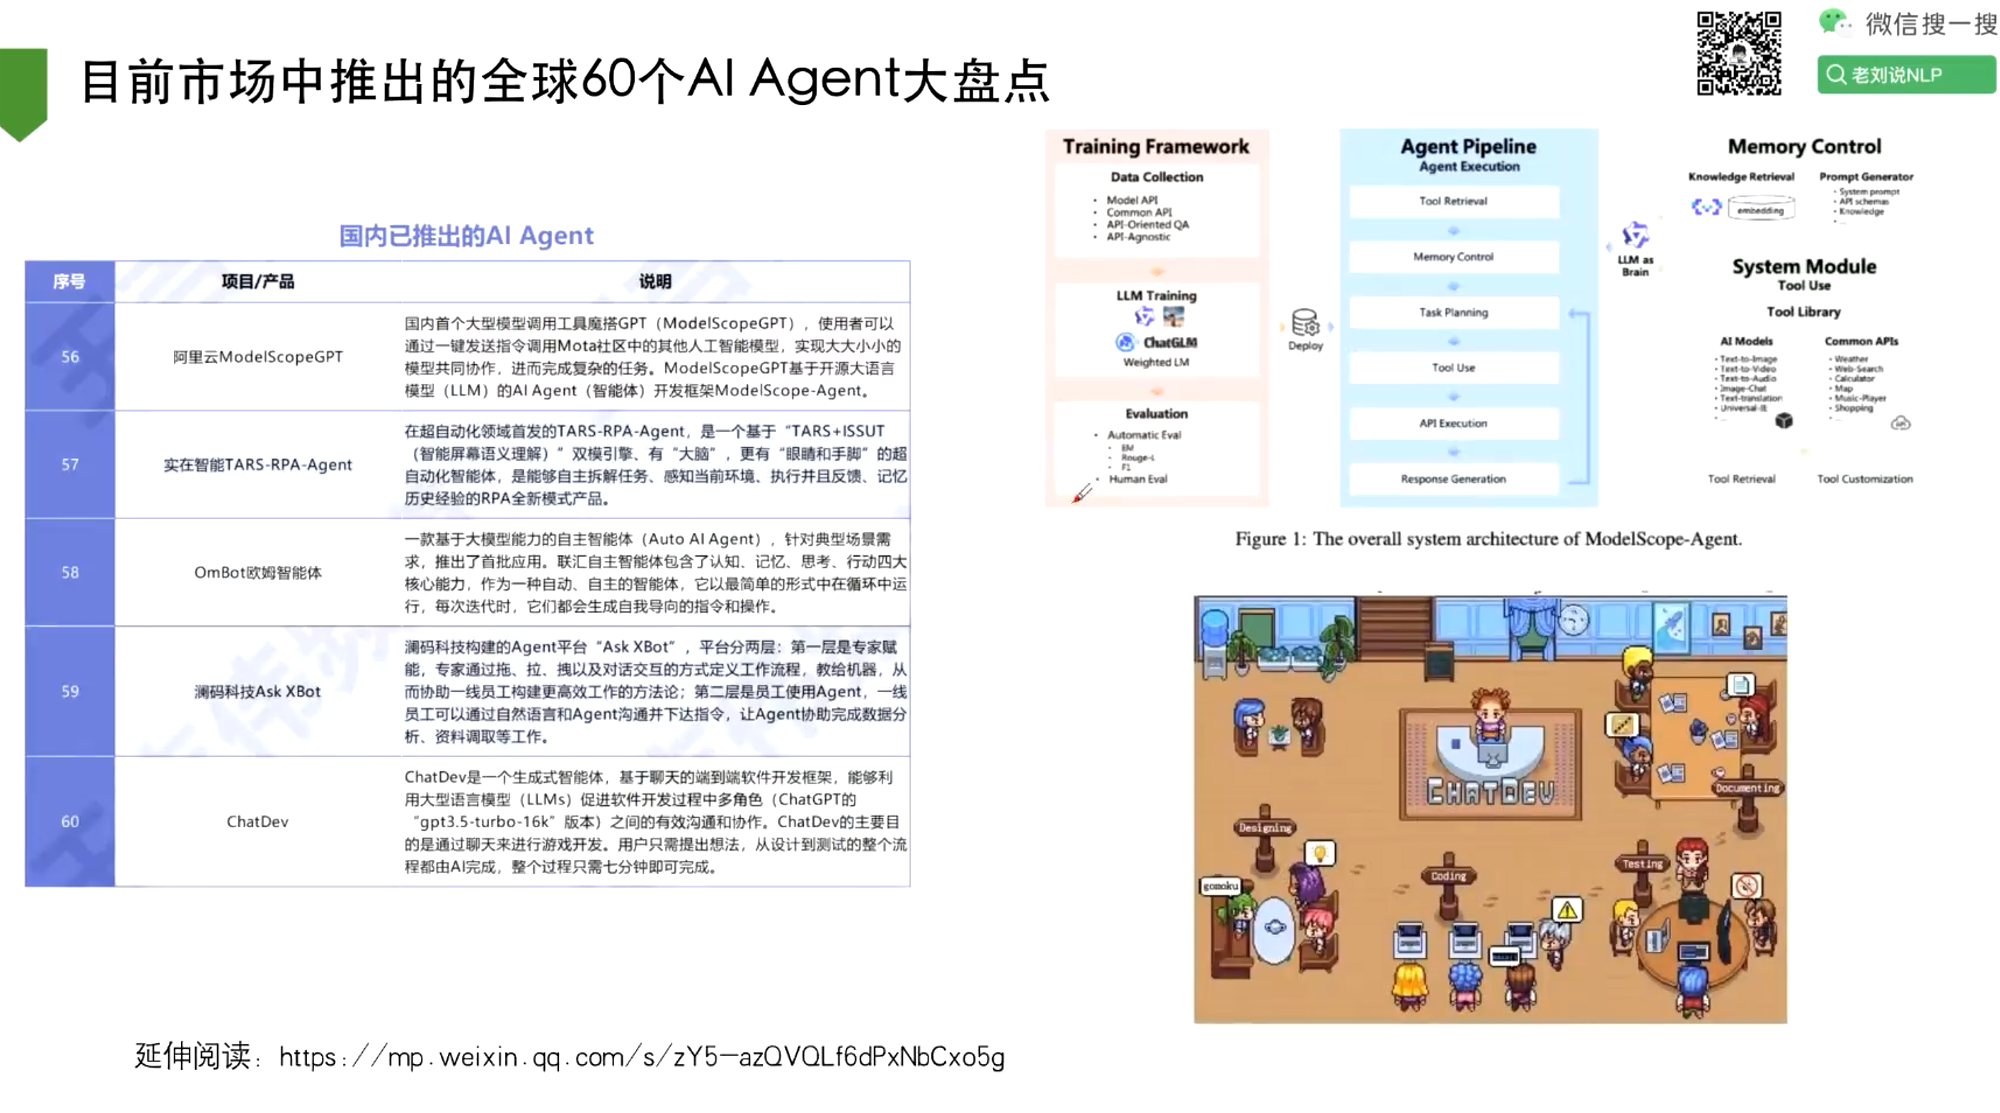 微信搜一搜
老刘说NLP
目前市场中推出的全球60个AI Agent大盘点
国内已推出的AI Agent
序号 项目/产品 说明
56 阿里云ModelScopeGPT
国内首个大型模型调用工具魔搭GPT（ModelScopeGPT），使用者可以
通过一键发送指令调用Mota社区中的其他人工智能模型，实现大大小小的
模型共同协作，进而完成复杂的任务。ModelScopeGPT基于开源大语言
模型（LLM）的AI Agent（智能体）开发框架ModelScope-Agent。
57 实在智能TARS-RPA-Agent
在超自动化领域首发的TARS-RPA-Agent，是一个基于“TARS+ISSUT
（智能屏幕语义理解）”双模引擎、有“大脑”，更有“眼睛和手脚”的超
自动化智能体，是能够自主拆解任务、感知当前环境、执行并且反馈、记忆
历史经验的RPA全新模式产品。
58 OmBot欧姆智能体
一款基于大模型能力的自主智能体（Auto AI Agent），针对典型场景需
求，推出了首批应用。联汇自主智能体包含了认知、记忆、思考、行动四大
核心能力，作为一种自动、自主的智能体，它以最简单的形式中在循环中运
行，每次迭代时，它们都会生成自我导向的指令和操作。
59 澜码科技Ask XBot
澜码科技构建的Agent平台“Ask XBot”，平台分两层：第一层是专家赋
能，专家通过拖、拉、拽以及对话交互的方式定义工作流程，教给机器，从
而协助一线员工构建更高效工作的方法论；第二层是员工使用Agent，一线
员工可以通过自然语言和Agent沟通并下达指令，让Agent协助完成数据分
析、资料调取等工作。
60 ChatDev
ChatDev是一个生成式智能体，基于聊天的端到端软件开发框架，能够利
用大型语言模型（LLMs）促进软件开发过程中多角色（ChatGPT的
“gpt3.5-turbo-16k”版本）之间的有效沟通和协作。ChatDev的主要目
的是通过聊天来进行游戏开发。用户只需提出想法，从设计到测试的整个流
程都由AI完成，整个过程只需七分钟即可完成。
Training Framework
Data Collection
• Model API
• Common API
• API-Oriented QA
• API-Agnostic
LLM Training
ChatGLM
Weighted LM
Evaluation
• Automatic Eval
• EM
• Rouge-L
• F1
• Human Eval
Deploy
Agent Pipeline
Agent Execution
Tool Retrieval
Memory Control
Task Planning
Tool Use
API Execution
Response Generation
LLM as
Brain
Memory Control
Knowledge Retrieval
embedding
Prompt Generator
• System prompt
• API schemas
• Knowledge
• ...
System Module
Tool Use
Tool Library
AI Models
• Text-to-Image
• Text-to-Video
• Text-to-Audio
• Image-Chat
• Text-translation
• Universal-IE
• ...
Common APIs
• Weather
• Web-Search
• Calculator
• Map
• Music-Player
• Shopping
• ...
API
Tool Retrieval
Tool Customization
Figure 1: The overall system architecture of ModelScope-Agent.
CHATDEV
Documenting
Designing
Testing
Coding
gomoku
延伸阅读：https://mp.weixin.qq.com/s/zY5-azQVQLf6dPxNbCxo5g